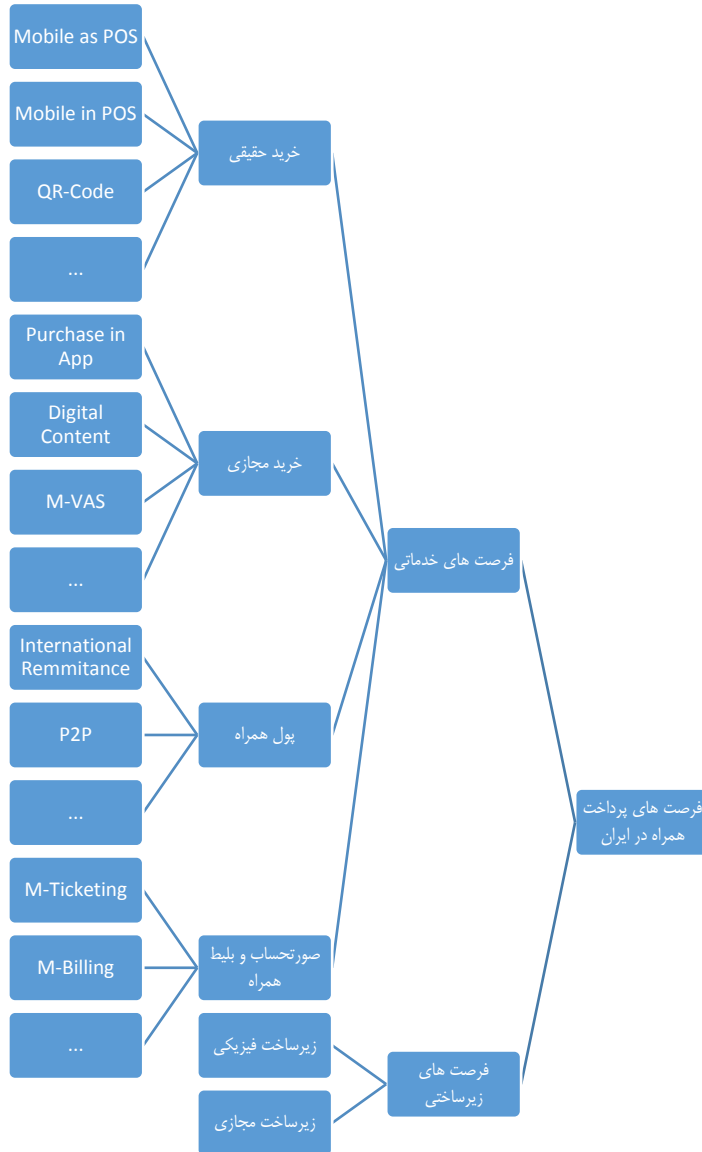 Mobile as POS
Mobile in POS
QR-Code
...
خرید حقیقی
Purchase in
App
Digital
Content
M-VAS
...
خرید مجازی
International
Remmitance
P2P
...
پول همراه
M-Ticketing
M-Billing
...
صورتحساب و بلیط
همراه
فرصت های خدماتی
زیرساخت فیزیکی
زیرساخت مجازی
فرصت های
زیرساختی
فرصت های پرداخت
همراه در ایران